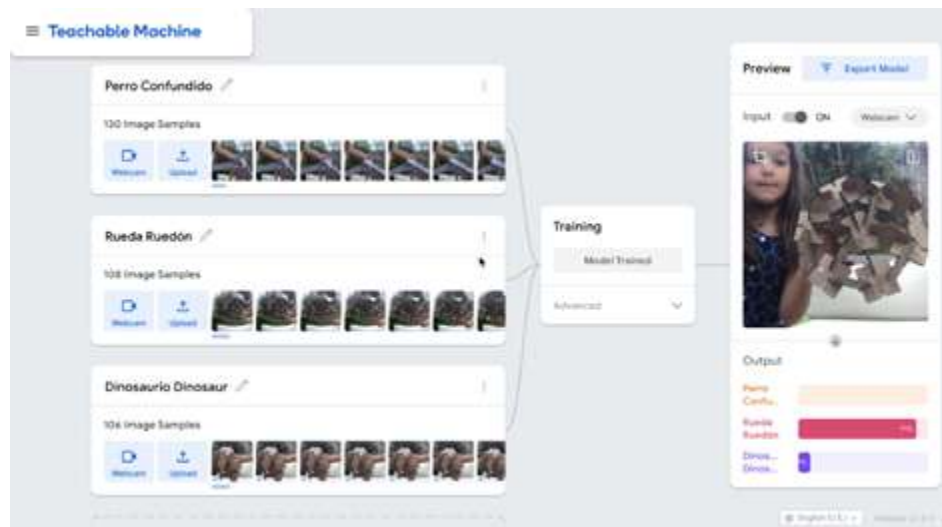 Teachable Machine
Perro Confundido
130 Image Samples
Webcam
Upload
Rueda Ruedón
108 Image Samples
Webcam
Upload
Dinosaurio Dinosaur
106 Image Samples
Webcam
Upload
Training
Model Trained
Advanced
Preview
Export Model
Input
ON
Webcam
Output
Perro
Confu...
Rueda
Ruedón
Dinos...
Dinos...